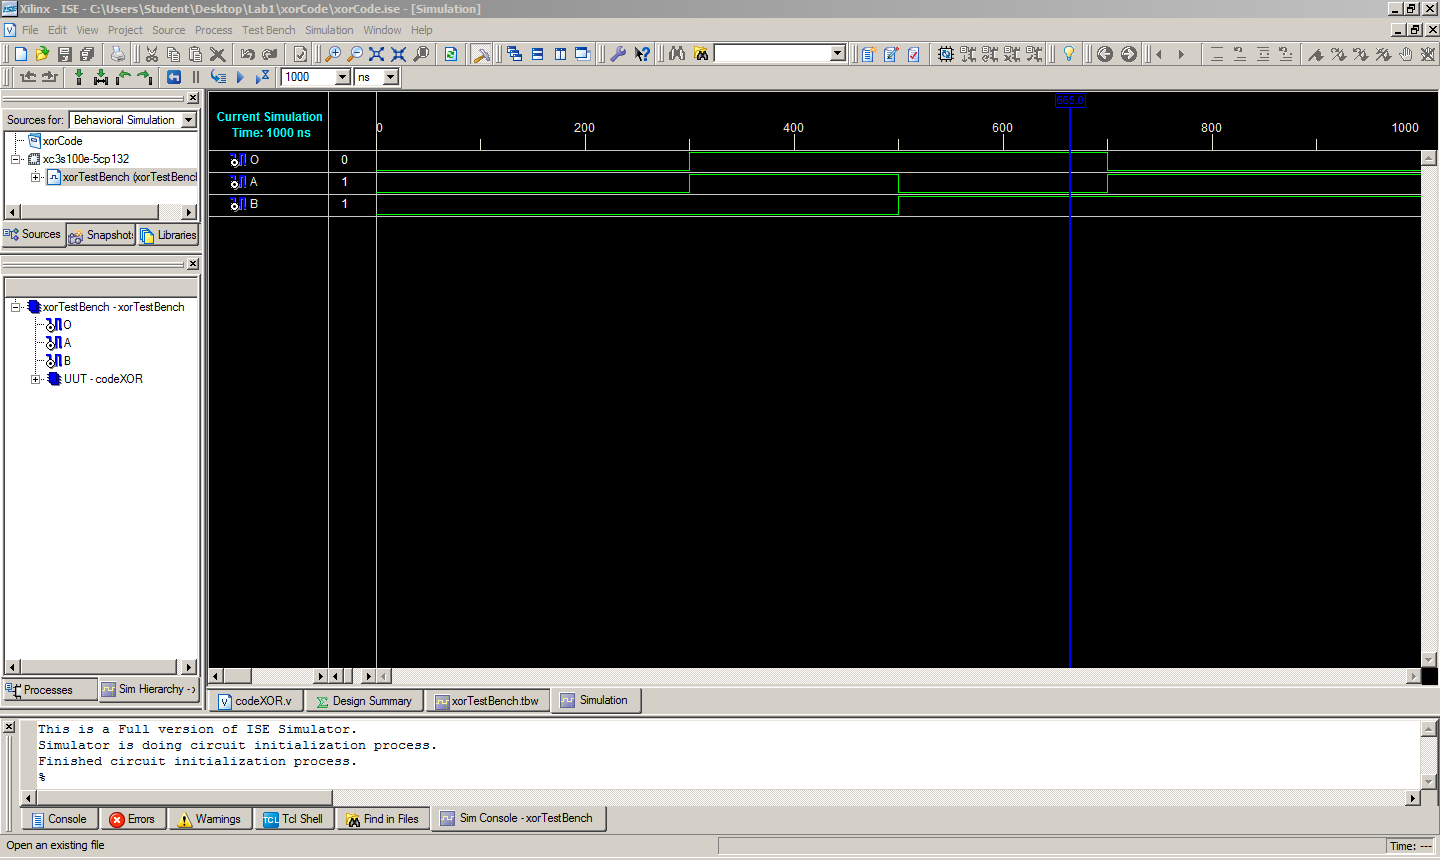 Xilinx - ISE - C:\Users\Student\Desktop\Lab1\xorCode\xorCode.ise - [Simulation]
File Edit View Project Source Process Test Bench Simulation Window Help
1000 ns
Sources for: Behavioral Simulation
xorCode
xc3s100e-5cp132
xorTestBench (xorTestBencl
Sources Snapshot Libraries
xorTestBench - xorTestBench
O
A
B
UUT - codeXOR
Processes Sim Hierarchy - x
Current Simulation
Time: 1000 ns
665.0
0 200 400 600 800 1000
O 0
A 1
B 1
codeXOR.v Design Summary xorTestBench.tbw Simulation
This is a Full version of ISE Simulator.
Simulator is doing circuit initialization process.
Finished circuit initialization process.
%
Console Errors Warnings TCL Tcl Shell Find in Files Sim Console - xorTestBench
Open an existing file
Time: ---